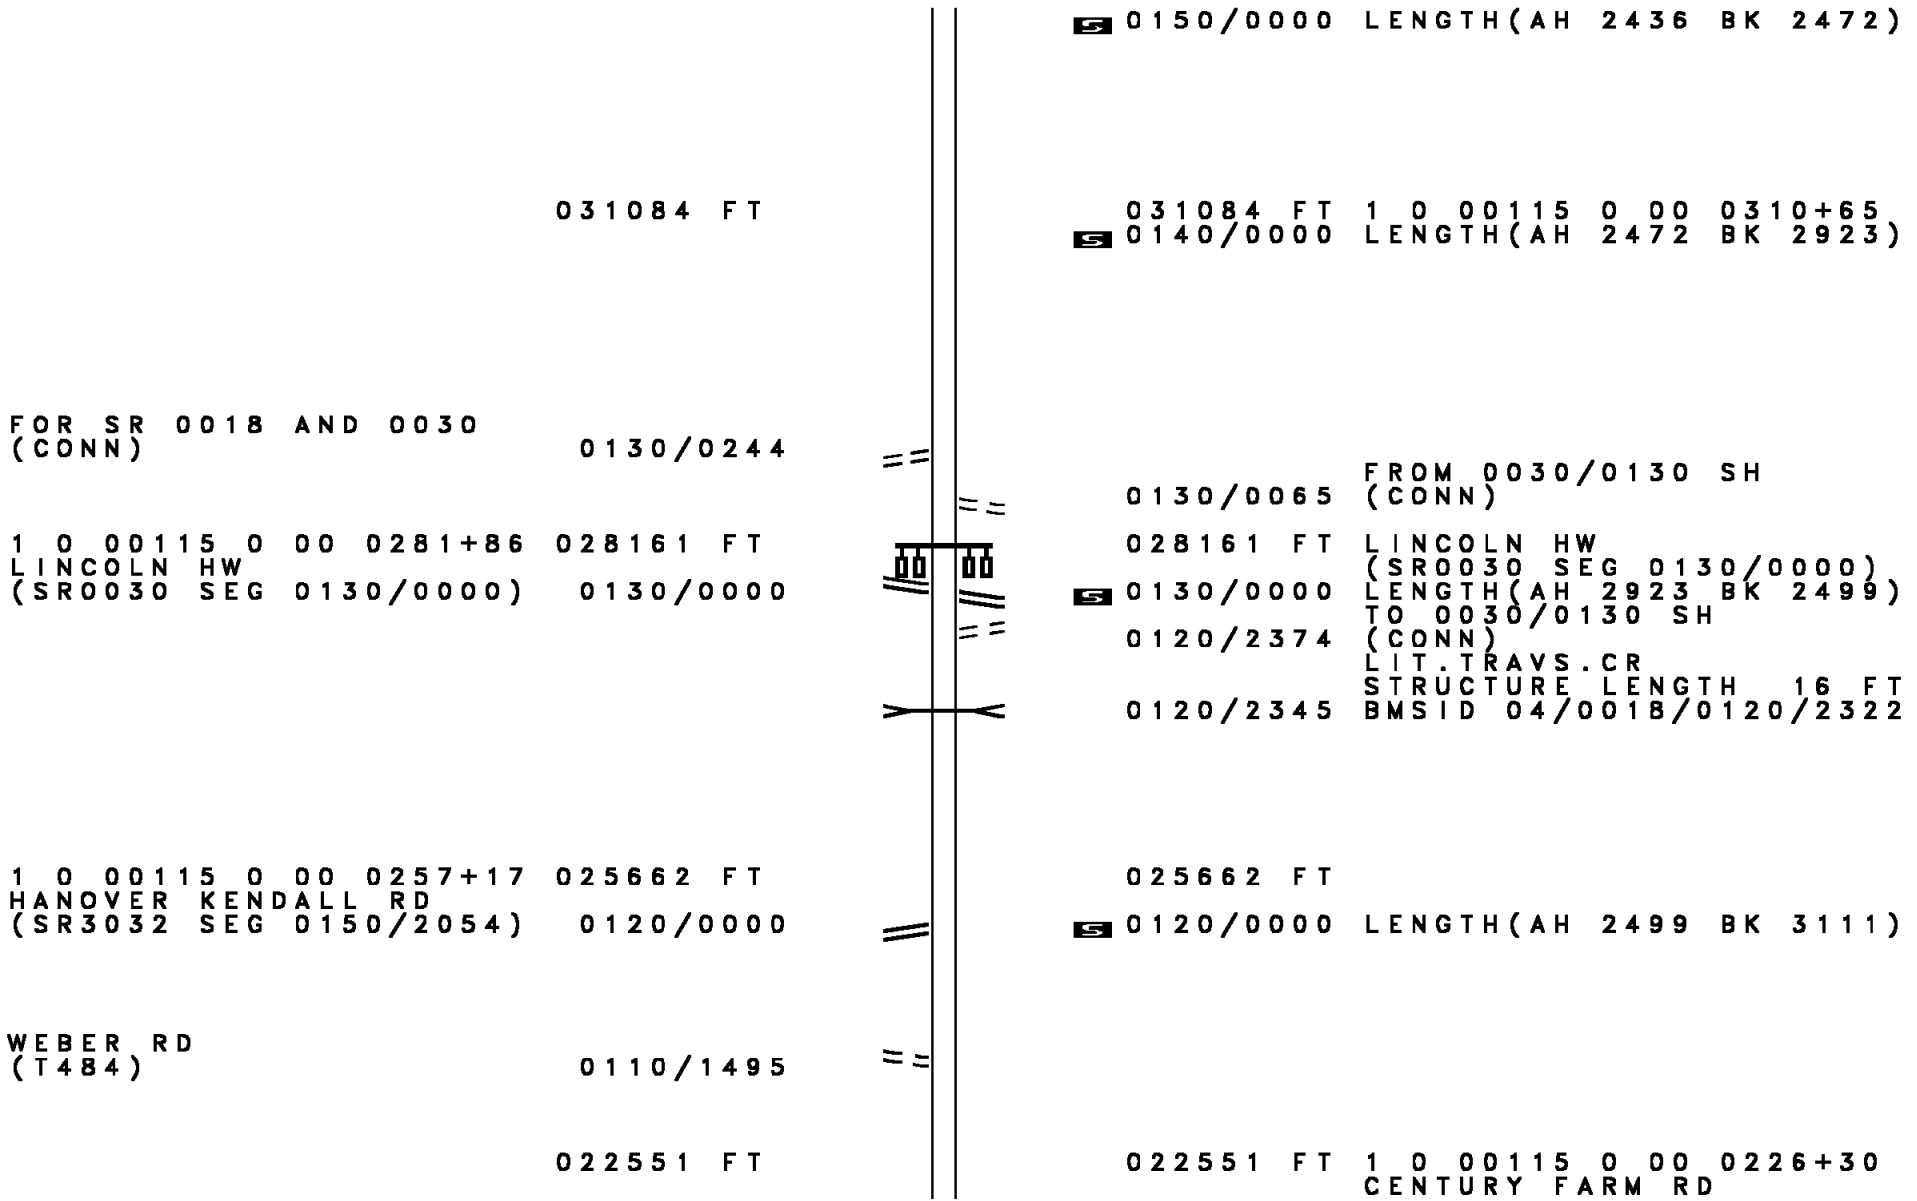 S 0150/0000 LENGTH(AH 2436 BK 2472)
031084 FT 031084 FT 1 0 00115 0 00 0310+65
S 0140/0000 LENGTH(AH 2472 BK 2923)
FOR SR 0018 AND 0030
(CONN) 0130/0244
FROM 0030/0130 SH
0130/0065 (CONN)
1 0 00115 0 00 0281+86 028161 FT 028161 FT LINCOLN HW
LINCOLN HW (SR0030 SEG 0130/0000)
(SR0030 SEG 0130/0000) 0130/0000 S 0130/0000 LENGTH(AH 2923 BK 2499)
TO 0030/0130 SH
0120/2374 (CONN)
LIT.TRAVS.CR
STRUCTURE LENGTH 16 FT
0120/2345 BMSID 04/0018/0120/2322
1 0 00115 0 00 0257+17 025662 FT 025662 FT
HANOVER KENDALL RD
(SR3032 SEG 0150/2054) 0120/0000 S 0120/0000 LENGTH(AH 2499 BK 3111)
WEBER RD
(T484) 0110/1495
022551 FT 022551 FT 1 0 00115 0 00 0226+30
CENTURY FARM RD